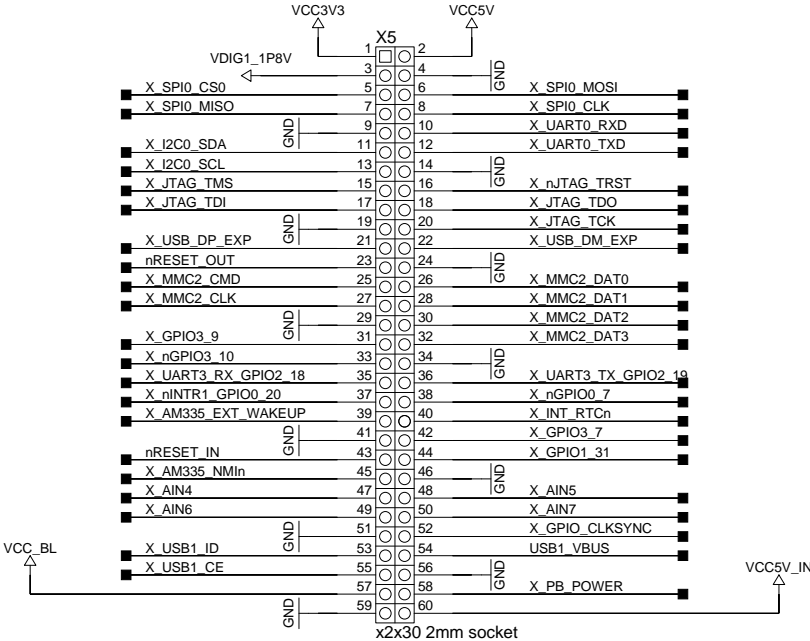 VCC3V3 VCC5V
X5
1 2
VDIG1_1P8V 3 4 GND
X_SPI0_CS0 5 6 X_SPI0_MOSI
X_SPI0_MISO 7 8 X_SPI0_CLK
GND 9 10 X_UART0_RXD
X_I2C0_SDA 11 12 X_UART0_TXD
X_I2C0_SCL 13 14 GND
X_JTAG_TMS 15 16 X_nJTAG_TRST
X_JTAG_TDI 17 18 X_JTAG_TDO
GND 19 20 X_JTAG_TCK
X_USB_DP_EXP 21 22 X_USB_DM_EXP
nRESET_OUT 23 24 GND
X_MMC2_CMD 25 26 X_MMC2_DAT0
X_MMC2_CLK 27 28 X_MMC2_DAT1
GND 29 30 X_MMC2_DAT2
X_GPIO3_9 31 32 X_MMC2_DAT3
X_nGPIO3_10 33 34 GND
X_UART3_RX_GPIO2_18 35 36 X_UART3_TX_GPIO2_19
X_nINTR1_GPIO0_20 37 38 X_nGPIO0_7
X_AM335_EXT_WAKEUP 39 40 X_INT_RTCn
GND 41 42 X_GPIO3_7
nRESET_IN 43 44 X_GPIO1_31
X_AM335_NMIn 45 46 GND
X_AIN4 47 48 X_AIN5
X_AIN6 49 50 X_AIN7
GND 51 52 X_GPIO_CLKSYNC
VCC_BL X_USB1_ID 53 54 USB1_VBUS
X_USB1_CE 55 56 GND VCC5V_IN
57 58 X_PB_POWER
GND 59 60
x2x30 2mm socket